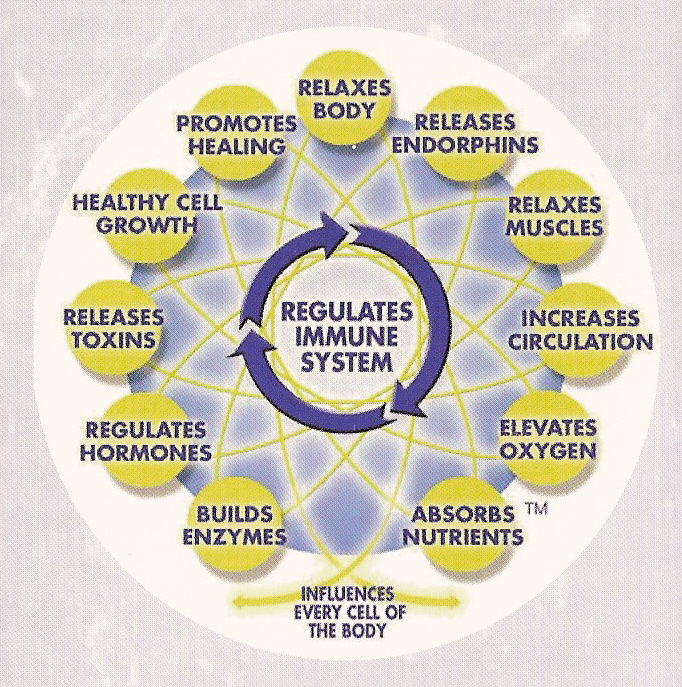 RELAXES
BODY
RELEASES
ENDORPHINS
RELAXES
MUSCLES
INCREASES
CIRCULATION
ELEVATES
OXYGEN
ABSORBS ™
NUTRIENTS
INFLUENCES
EVERY CELL OF
THE BODY
BUILDS
ENZYMES
REGULATES
HORMONES
RELEASES
TOXINS
HEALTHY CELL
GROWTH
PROMOTES
HEALING
REGULATES
IMMUNE
SYSTEM